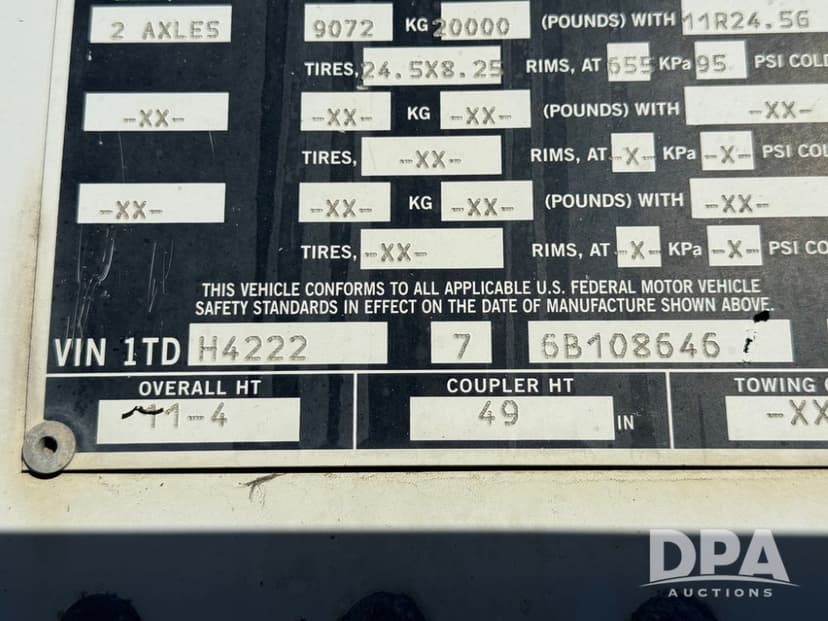 2 AXLES 9072 KG 20000 (POUNDS) WITH 11R24.5G
TIRES, 24.5X8.25 RIMS, AT 655 KPa 95 PSI COLD
-XX- -XX- KG -XX- (POUNDS) WITH -XX-
TIRES, -XX- RIMS, AT -X- KPa -X- PSI COL
-XX- -XX- KG -XX- (POUNDS) WITH -XX-
TIRES, -XX- RIMS, AT -X- KPa -X- PSI CO
THIS VEHICLE CONFORMS TO ALL APPLICABLE U.S. FEDERAL MOTOR VEHICLE
SAFETY STANDARDS IN EFFECT ON THE DATE OF MANUFACTURE SHOWN ABOVE.
VIN 1TD H4222 7 6B108646
OVERALL HT COUPLER HT TOWING
11-4 49 IN -XX
DPA
AUCTIONS